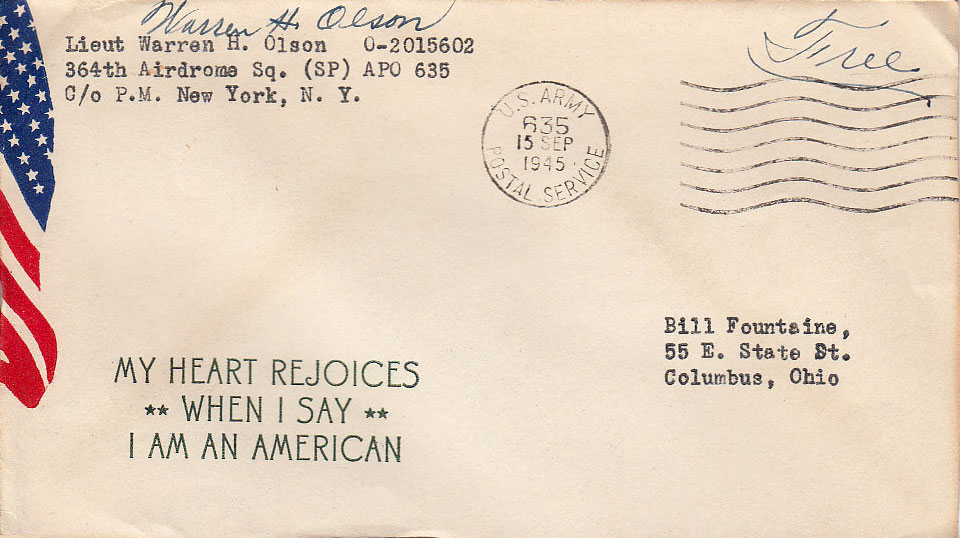 Warren H Olson
Lieut Warren H. Olson O-2015602
364th Airdrome Sq. (SP) APO 635
C/o P.M. New York, N. Y.
Free
U.S. ARMY
635
15 SEP
1945
POSTAL SERVICE
Bill Fountaine,
55 E. State St.
Columbus, Ohio
MY HEART REJOICES
** WHEN I SAY **
I AM AN AMERICAN